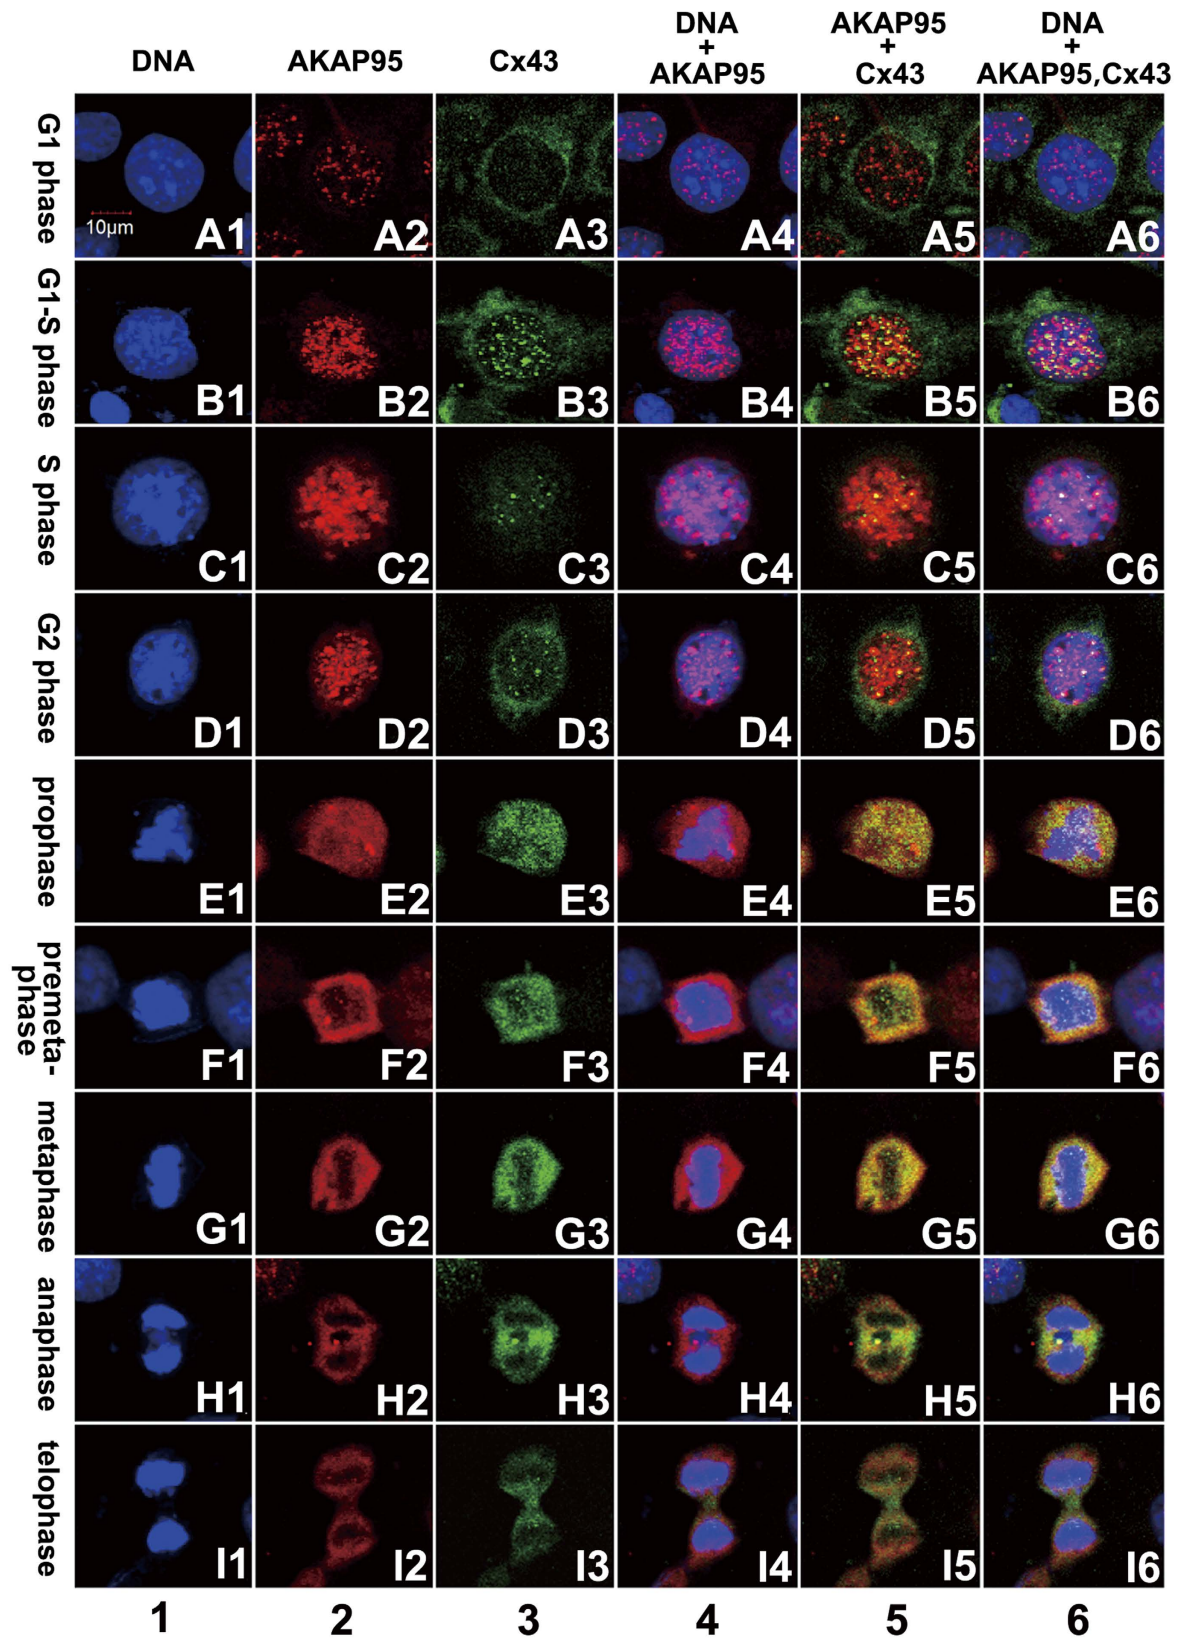 DNA
AKAP95
Cx43
DNA
+
AKAP95
AKAP95
+
Cx43
DNA
+
AKAP95,Cx43
G1 phase
10μm
A1
A2
A3
A4
A5
A6
G1-S phase
B1
B2
B3
B4
B5
B6
S phase
C1
C2
C3
C4
C5
C6
G2 phase
D1
D2
D3
D4
D5
D6
prophase
E1
E2
E3
E4
E5
E6
premeta-
phase
F1
F2
F3
F4
F5
F6
metaphase
G1
G2
G3
G4
G5
G6
anaphase
H1
H2
H3
H4
H5
H6
telophase
I1
I2
I3
I4
I5
I6
1
2
3
4
5
6